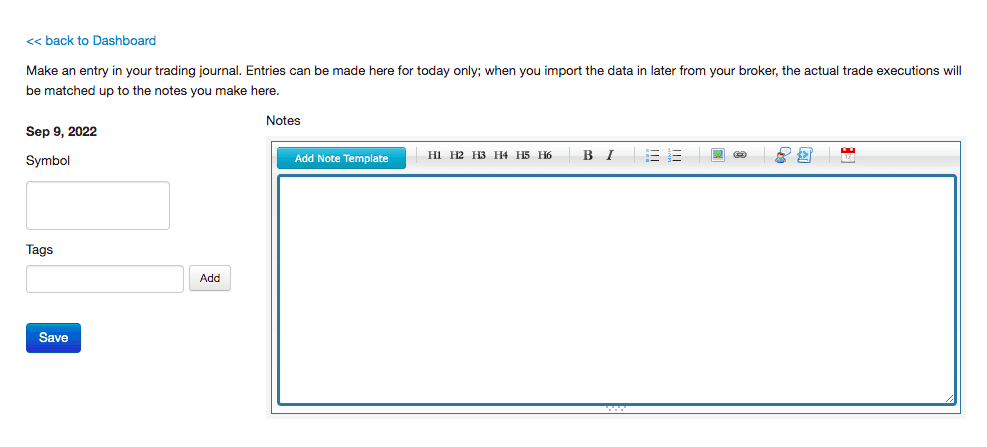 << back to Dashboard
Make an entry in your trading journal. Entries can be made here for today only; when you import the data in later from your broker, the actual trade executions will
be matched up to the notes you make here.
Sep 9, 2022
Symbol
Tags
Add
Save
Notes
Add Note Template H1 H2 H3 H4 H5 H6 B I 12